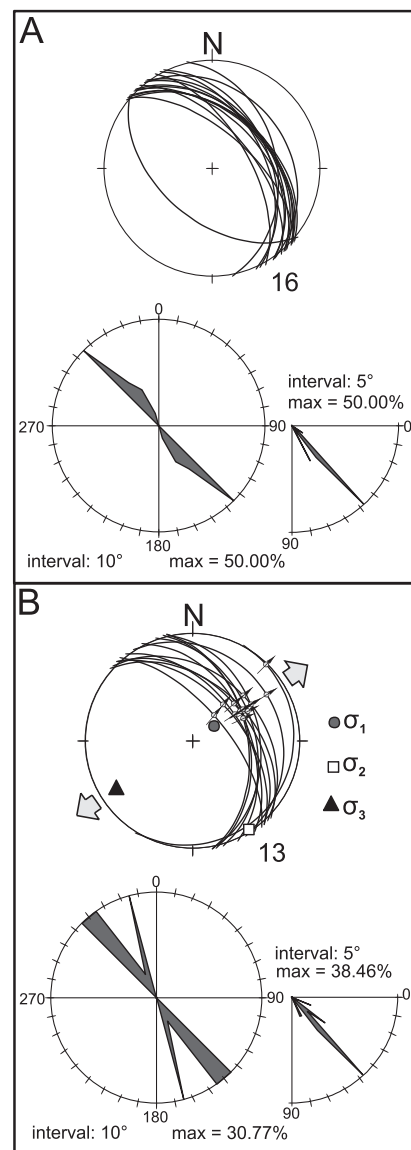 A
N
16
0
interval: 5°
max = 50.00%
270
90
0
180
90
interval: 10° max = 50.00%
B
N
σ1
σ2
σ3
13
0
interval: 5°
max = 38.46%
270
90
0
180
90
interval: 10° max = 30.77%